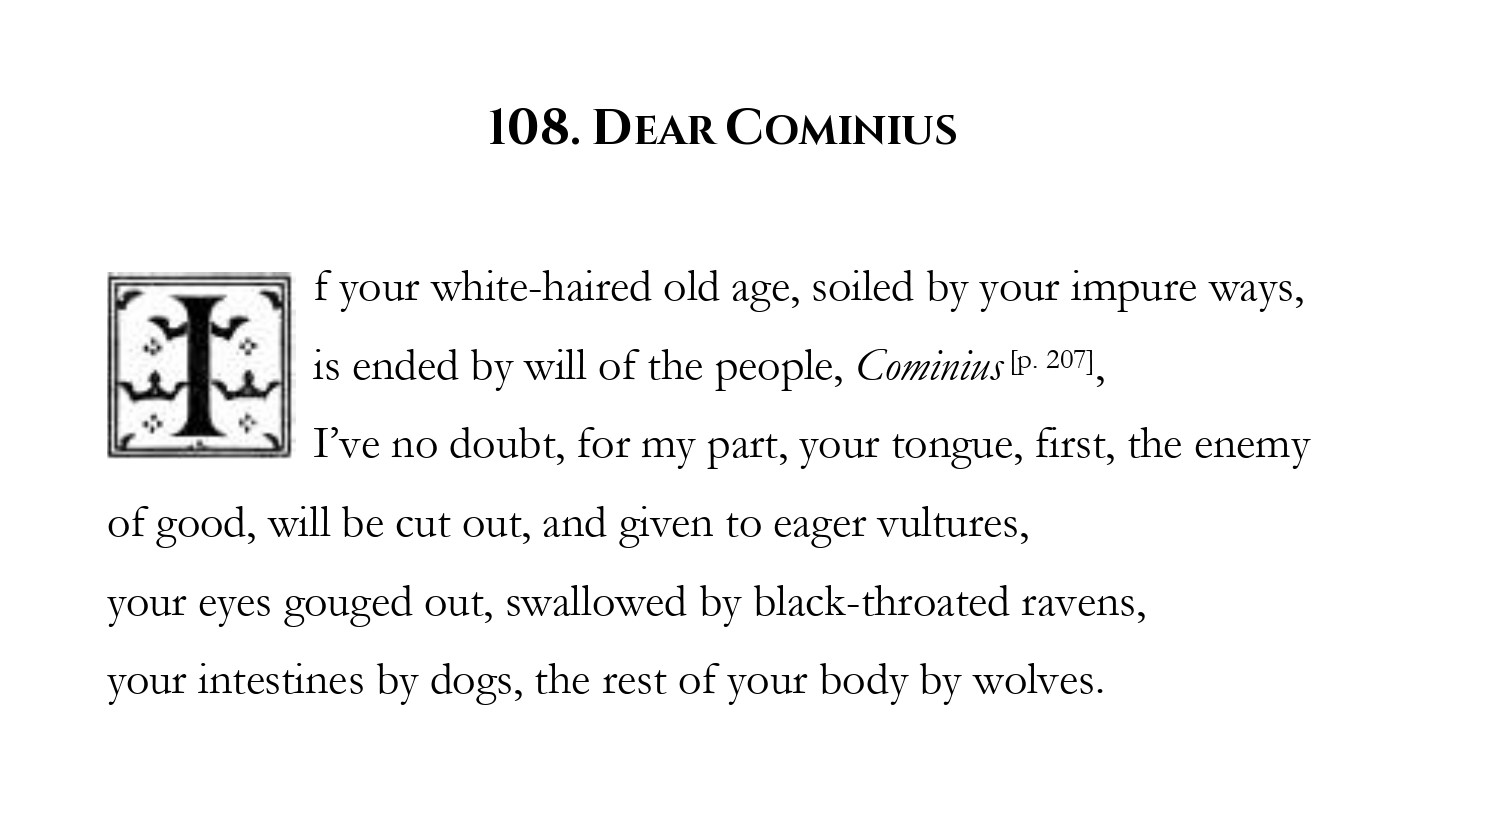 108. DEAR COMINIUS
If your white-haired old age, soiled by your impure ways,
is ended by will of the people, Cominius [p. 207],
I’ve no doubt, for my part, your tongue, first, the enemy
of good, will be cut out, and given to eager vultures,
your eyes gouged out, swallowed by black-throated ravens,
your intestines by dogs, the rest of your body by wolves.